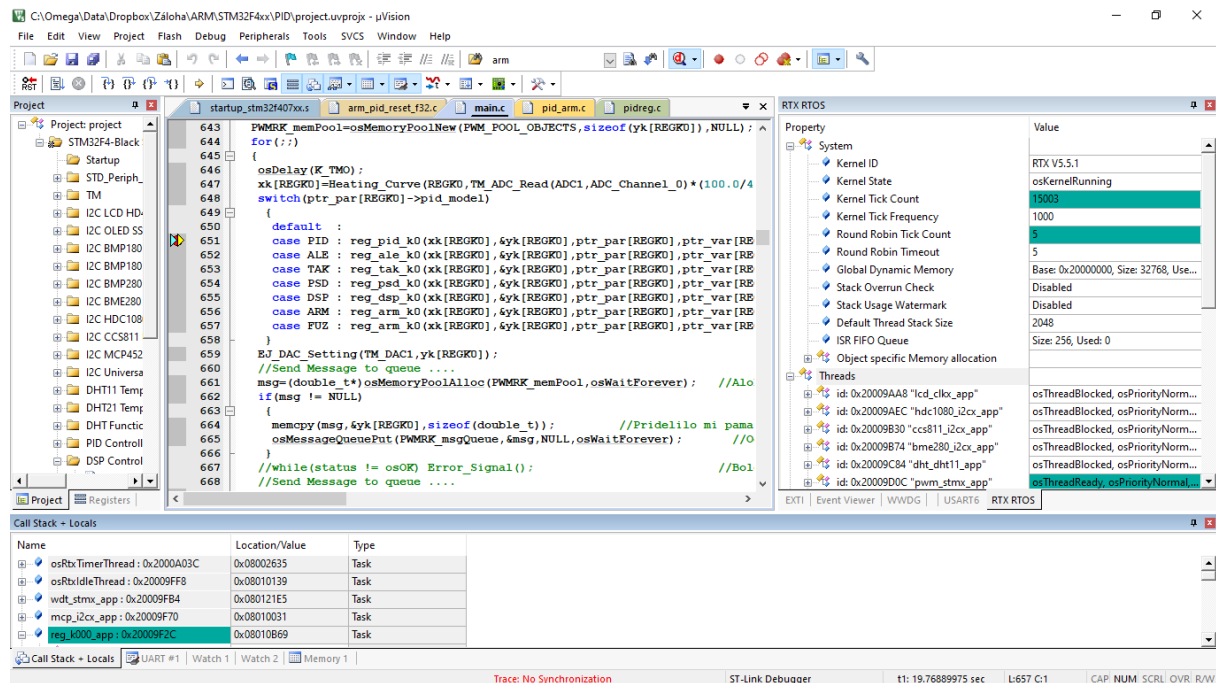 C:\Omega\Data\Dropbox\Záloha\ARM\STM32F4xx\PID\project.uvprojx - µVision
File Edit View Project Flash Debug Peripherals Tools SVCS Window Help
arm
RST
Project
startup_stm32f407xx.s arm_pid_reset_f32.c main.c pid_arm.c pidreg.c
Project: project
STM32F4-Black
Startup
STD_Periph_
TM
I2C LCD HD
I2C OLED SS
I2C BMP180
I2C BMP180
I2C BMP280
I2C BME280
I2C HDC108
I2C CCS811
I2C MCP452
I2C Universa
DHT11 Temp
DHT21 Temp
DHT Functic
PID Controll
DSP Control
Project Registers
643 PWMRK_memPool=osMemoryPoolNew(PWM_POOL_OBJECTS,sizeof(yk[REGK0]),NULL);
644 for(;;)
645 {
646 osDelay(K_TMO);
647 xk[REGK0]=Heating_Curve(REGK0,TM_ADC_Read(ADC1,ADC_Channel_0)*(100.0/4
648 switch(ptr_par[REGK0]->pid_model)
649 {
650 default :
651 case PID : reg_pid_k0(xk[REGK0],&yk[REGK0],ptr_par[REGK0],ptr_var[RE
652 case ALE : reg_ale_k0(xk[REGK0],&yk[REGK0],ptr_par[REGK0],ptr_var[RE
653 case TAK : reg_tak_k0(xk[REGK0],&yk[REGK0],ptr_par[REGK0],ptr_var[RE
654 case PSD : reg_psd_k0(xk[REGK0],&yk[REGK0],ptr_par[REGK0],ptr_var[RE
655 case DSP : reg_dsp_k0(xk[REGK0],&yk[REGK0],ptr_par[REGK0],ptr_var[RE
656 case ARM : reg_arm_k0(xk[REGK0],&yk[REGK0],ptr_par[REGK0],ptr_var[RE
657 case FUZ : reg_arm_k0(xk[REGK0],&yk[REGK0],ptr_par[REGK0],ptr_var[RE
658 }
659 EJ_DAC_Setting(TM_DAC1,yk[REGK0]);
660 //Send Message to queue ....
661 msg=(double_t*)osMemoryPoolAlloc(PWMRK_memPool,osWaitForever); //Alo
662 if(msg != NULL)
663 {
664 memcpy(msg,&yk[REGK0],sizeof(double_t)); //Pridelilo mi pama
665 osMessageQueuePut(PWMRK_msgQueue,&msg,NULL,osWaitForever); //O
666 }
667 //while(status != osOK) Error_Signal(); //Bol
668 //Send Message to queue ....
RTX RTOS
Property Value
System
Kernel ID RTX V5.5.1
Kernel State osKernelRunning
Kernel Tick Count 15003
Kernel Tick Frequency 1000
Round Robin Tick Count 5
Round Robin Timeout 5
Global Dynamic Memory Base: 0x20000000, Size: 32768, Use...
Stack Overrun Check Disabled
Stack Usage Watermark Disabled
Default Thread Stack Size 2048
ISR FIFO Queue Size: 256, Used: 0
Object specific Memory allocation
Threads
id: 0x20009AA8 "lcd_clkx_app" osThreadBlocked, osPriorityNorm...
id: 0x20009AEC "hdc1080_i2cx_app" osThreadBlocked, osPriorityNorm...
id: 0x20009B30 "ccs811_i2cx_app" osThreadBlocked, osPriorityNorm...
id: 0x20009B74 "bme280_i2cx_app" osThreadBlocked, osPriorityNorm...
id: 0x20009C84 "dht_dht11_app" osThreadBlocked, osPriorityNorm...
id: 0x20009D0C "pwm_stmx_app" osThreadReady, osPriorityNormal,...
EXTI Event Viewer WWDG USART6 RTX RTOS
Call Stack + Locals
Name Location/Value Type
osRtxTimerThread : 0x2000A03C 0x08002635 Task
osRtxIdleThread : 0x20009FF8 0x08010139 Task
wdt_stmx_app : 0x20009FB4 0x080121E5 Task
mcp_i2cx_app : 0x20009F70 0x08010031 Task
reg_k000_app : 0x20009F2C 0x08010B69 Task
Call Stack + Locals UART #1 Watch 1 Watch 2 Memory 1
Trace: No Synchronization ST-Link Debugger t1: 19.76889975 sec L:657 C:1 CAP NUM SCRL OVR R/W